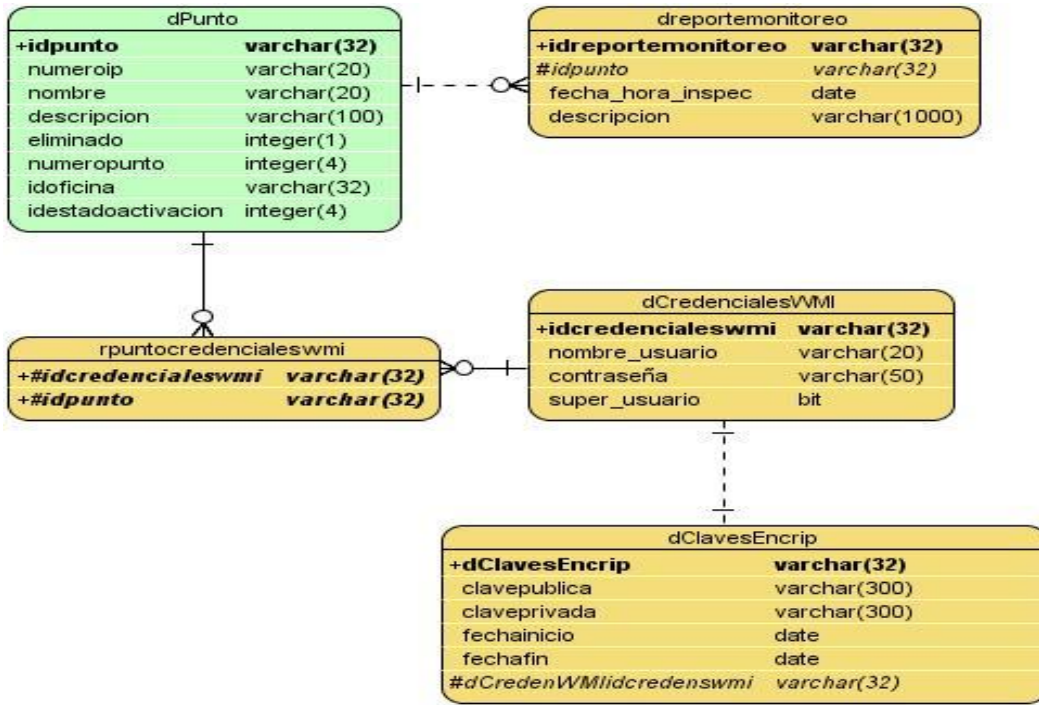 dPunto
+idpunto varchar(32)
numeroip varchar(20)
nombre varchar(20)
descripcion varchar(100)
eliminado integer(1)
numeropunto integer(4)
idoficina varchar(32)
idestadoactivacion integer(4)
dreportemonitoreo
+idreportemonitoreo varchar(32)
#idpunto varchar(32)
fecha_hora_inspec date
descripcion varchar(1000)
rpuntocredencialeswmi
+#idcredencialeswmi varchar(32)
+#idpunto varchar(32)
dCredencialesWMI
+idcredencialeswmi varchar(32)
nombre_usuario varchar(20)
contraseña varchar(50)
super_usuario bit
dClavesEncrip
+dClavesEncrip varchar(32)
clavepublica varchar(300)
claveprivada varchar(300)
fechainicio date
fechafin date
#dCredenWMIidcredenswmi varchar(32)